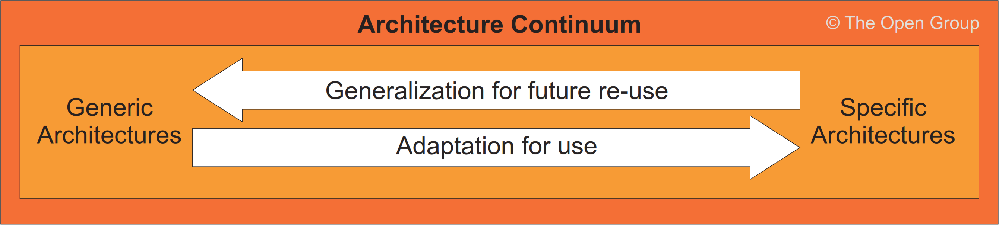 Architecture Continuum
© The Open Group
Generalization for future re-use
Generic
Architectures
Specific
Architectures
Adaptation for use